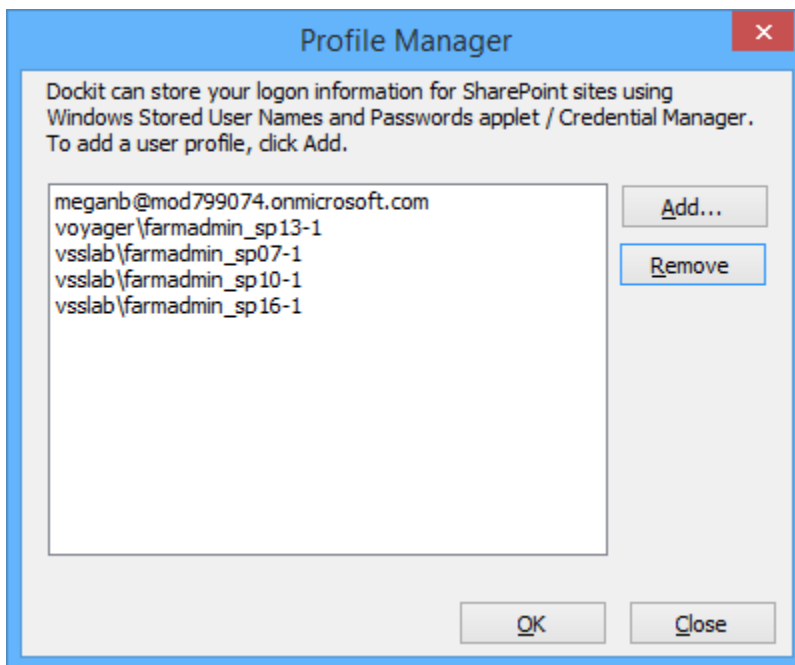 Profile Manager
Dockit can store your logon information for SharePoint sites using
Windows Stored User Names and Passwords applet / Credential Manager.
To add a user profile, click Add.
meganb@mod799074.onmicrosoft.com
voyager\farmadmin_sp13-1
vsslab\farmadmin_sp07-1
vsslab\farmadmin_sp10-1
vsslab\farmadmin_sp16-1
Add...
Remove
OK
Close